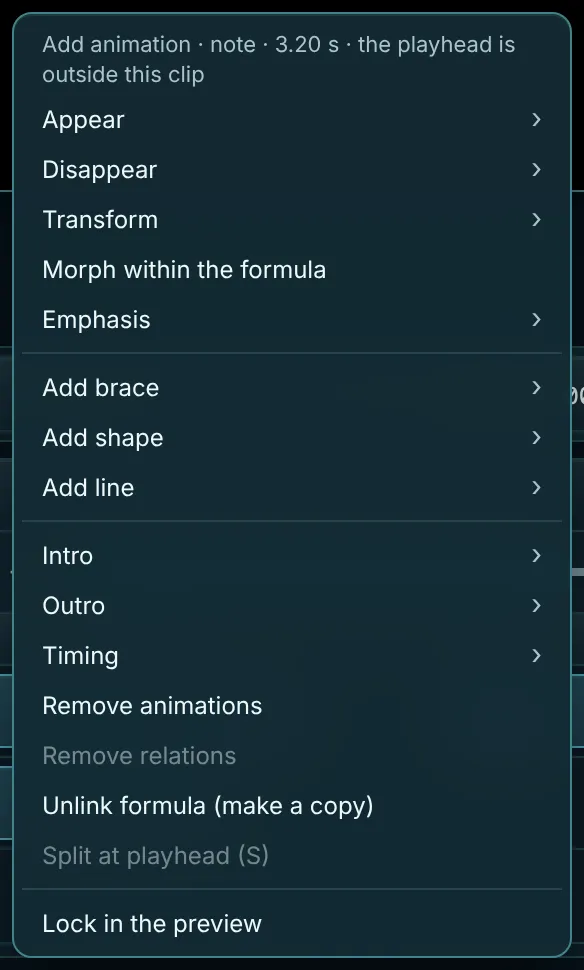 Add animation · note · 3.20 s · the playhead is
outside this clip
Appear
Disappear
Transform
Morph within the formula
Emphasis
Add brace
Add shape
Add line
Intro
Outro
Timing
Remove animations
Remove relations
Unlink formula (make a copy)
Split at playhead (S)
Lock in the preview